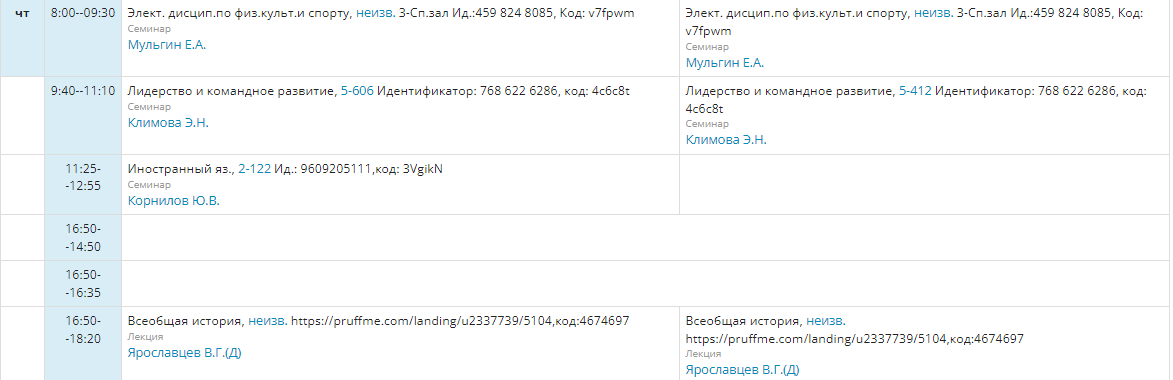 чт
8:00--09:30
Элект. дисцип.по физ.культ.и спорту, неизв. 3-Сп.зал Ид.:459 824 8085, Код: v7fpwm
Семинар
Мульгин Е.А.
Элект. дисцип.по физ.культ.и спорту, неизв. 3-Сп.зал Ид.:459 824 8085, Код:
v7fpwm
Семинар
Мульгин Е.А.
9:40--11:10
Лидерство и командное развитие, 5-606 Идентификатор: 768 622 6286, код: 4c6c8t
Семинар
Климова Э.Н.
Лидерство и командное развитие, 5-412 Идентификатор: 768 622 6286, код:
4c6c8t
Семинар
Климова Э.Н.
11:25-
-12:55
Иностранный яз., 2-122 Ид.: 9609205111,код: 3VgikN
Семинар
Корнилов Ю.В.
16:50-
-14:50
16:50-
-16:35
16:50-
-18:20
Всеобщая история, неизв. https://pruffme.com/landing/u2337739/5104,код:4674697
Лекция
Ярославцев В.Г.(Д)
Всеобщая история, неизв.
https://pruffme.com/landing/u2337739/5104,код:4674697
Лекция
Ярославцев В.Г.(Д)